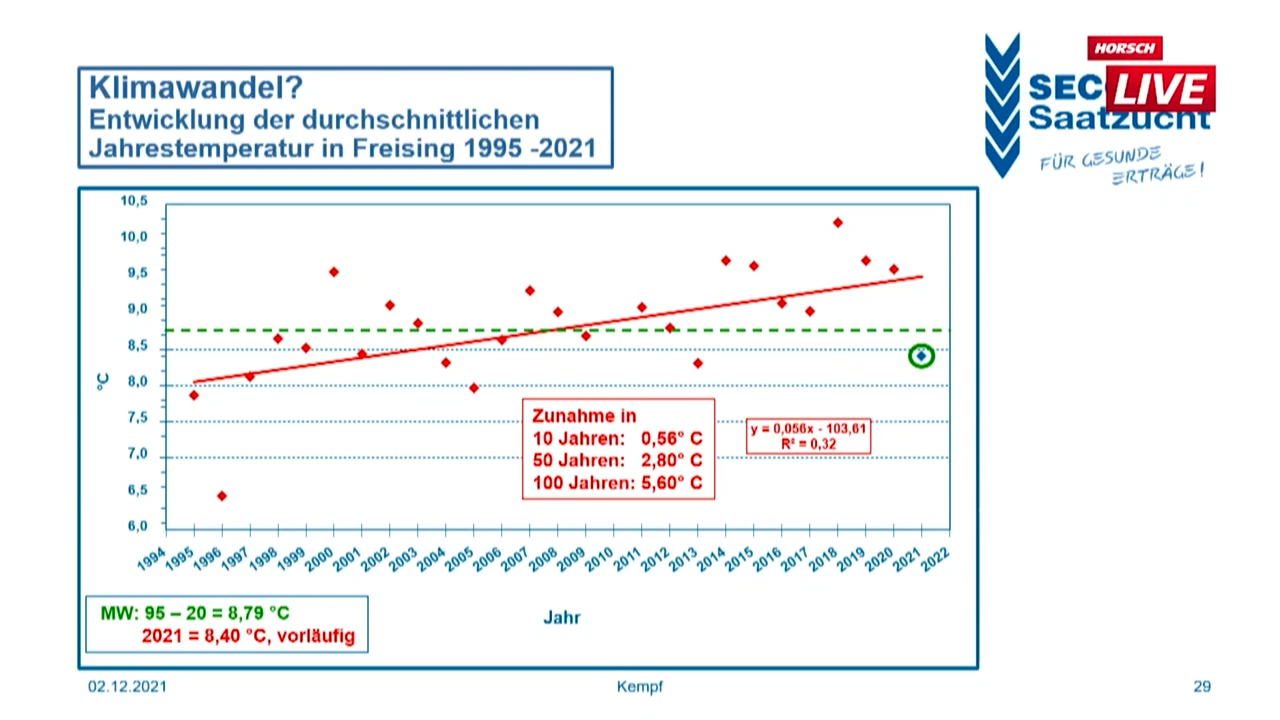 Klimawandel?
Entwicklung der durchschnittlichen
Jahrestemperatur in Freising 1995 -2021
HORSCH
LIVE
SEC
Saatzucht
FÜR GESUNDE
ERTRÄGE!
10,5
10,0
9,5
9,0
8,5
8,0
7,5
7,0
6,5
6,0
°C
Zunahme in
10 Jahren: 0,56° C
50 Jahren: 2,80° C
100 Jahren: 5,60° C
y = 0,056x - 103,61
R² = 0,32
1994 1995 1996 1997 1998 1999 2000 2001 2002 2003 2004 2005 2006 2007 2008 2009 2010 2011 2012 2013 2014 2015 2016 2017 2018 2019 2020 2021 2022
Jahr
MW: 95 – 20 = 8,79 °C
2021 = 8,40 °C, vorläufig
02.12.2021
Kempf
29